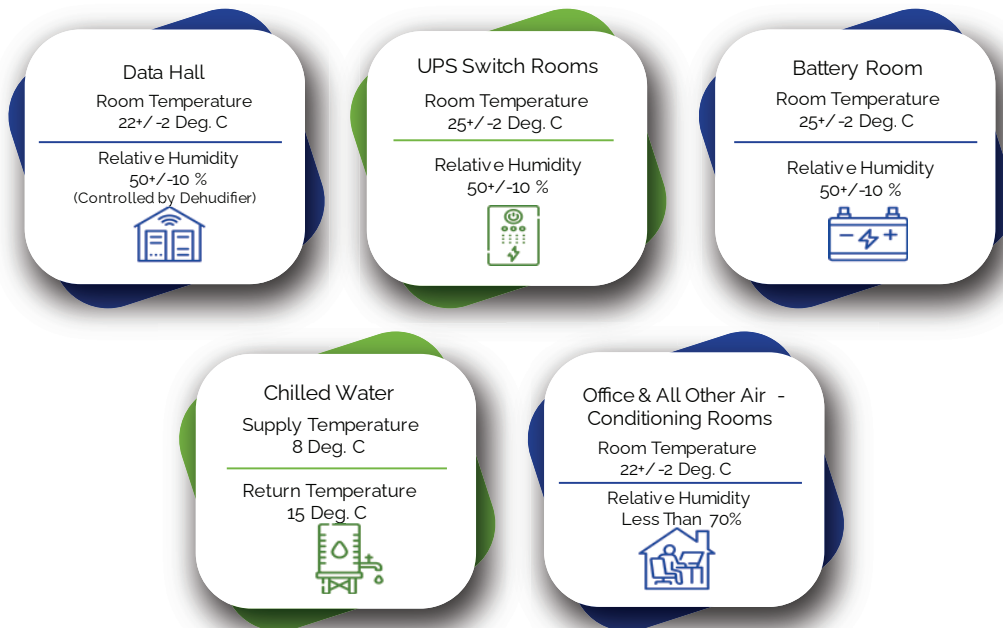 Data Hall
Room Temperature
22+/-2 Deg. C
Relative Humidity
50+/-10 %
(Controlled by Dehudifier)
UPS Switch Rooms
Room Temperature
25+/-2 Deg. C
Relative Humidity
50+/-10 %
Battery Room
Room Temperature
25+/-2 Deg. C
Relative Humidity
50+/-10 %
Chilled Water
Supply Temperature
8 Deg. C
Return Temperature
15 Deg. C
Office & All Other Air -
Conditioning Rooms
Room Temperature
22+/-2 Deg. C
Relative Humidity
Less Than 70%